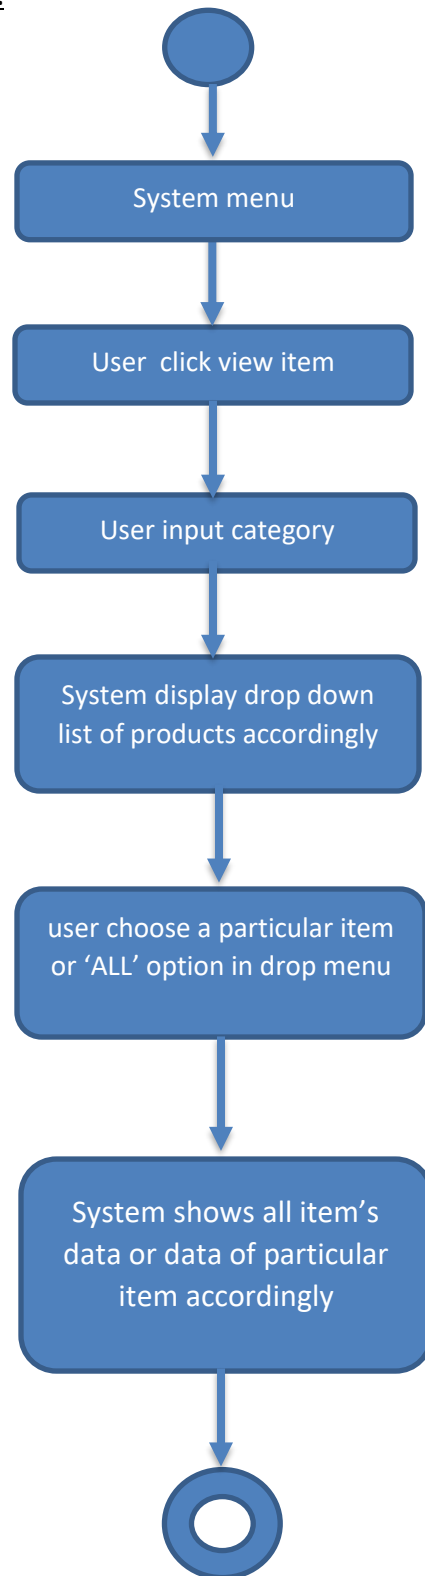 System menu
User click view item
User input category
System display drop down
list of products accordingly
user choose a particular item
or ‘ALL’ option in drop menu
System shows all item’s
data or data of particular
item accordingly